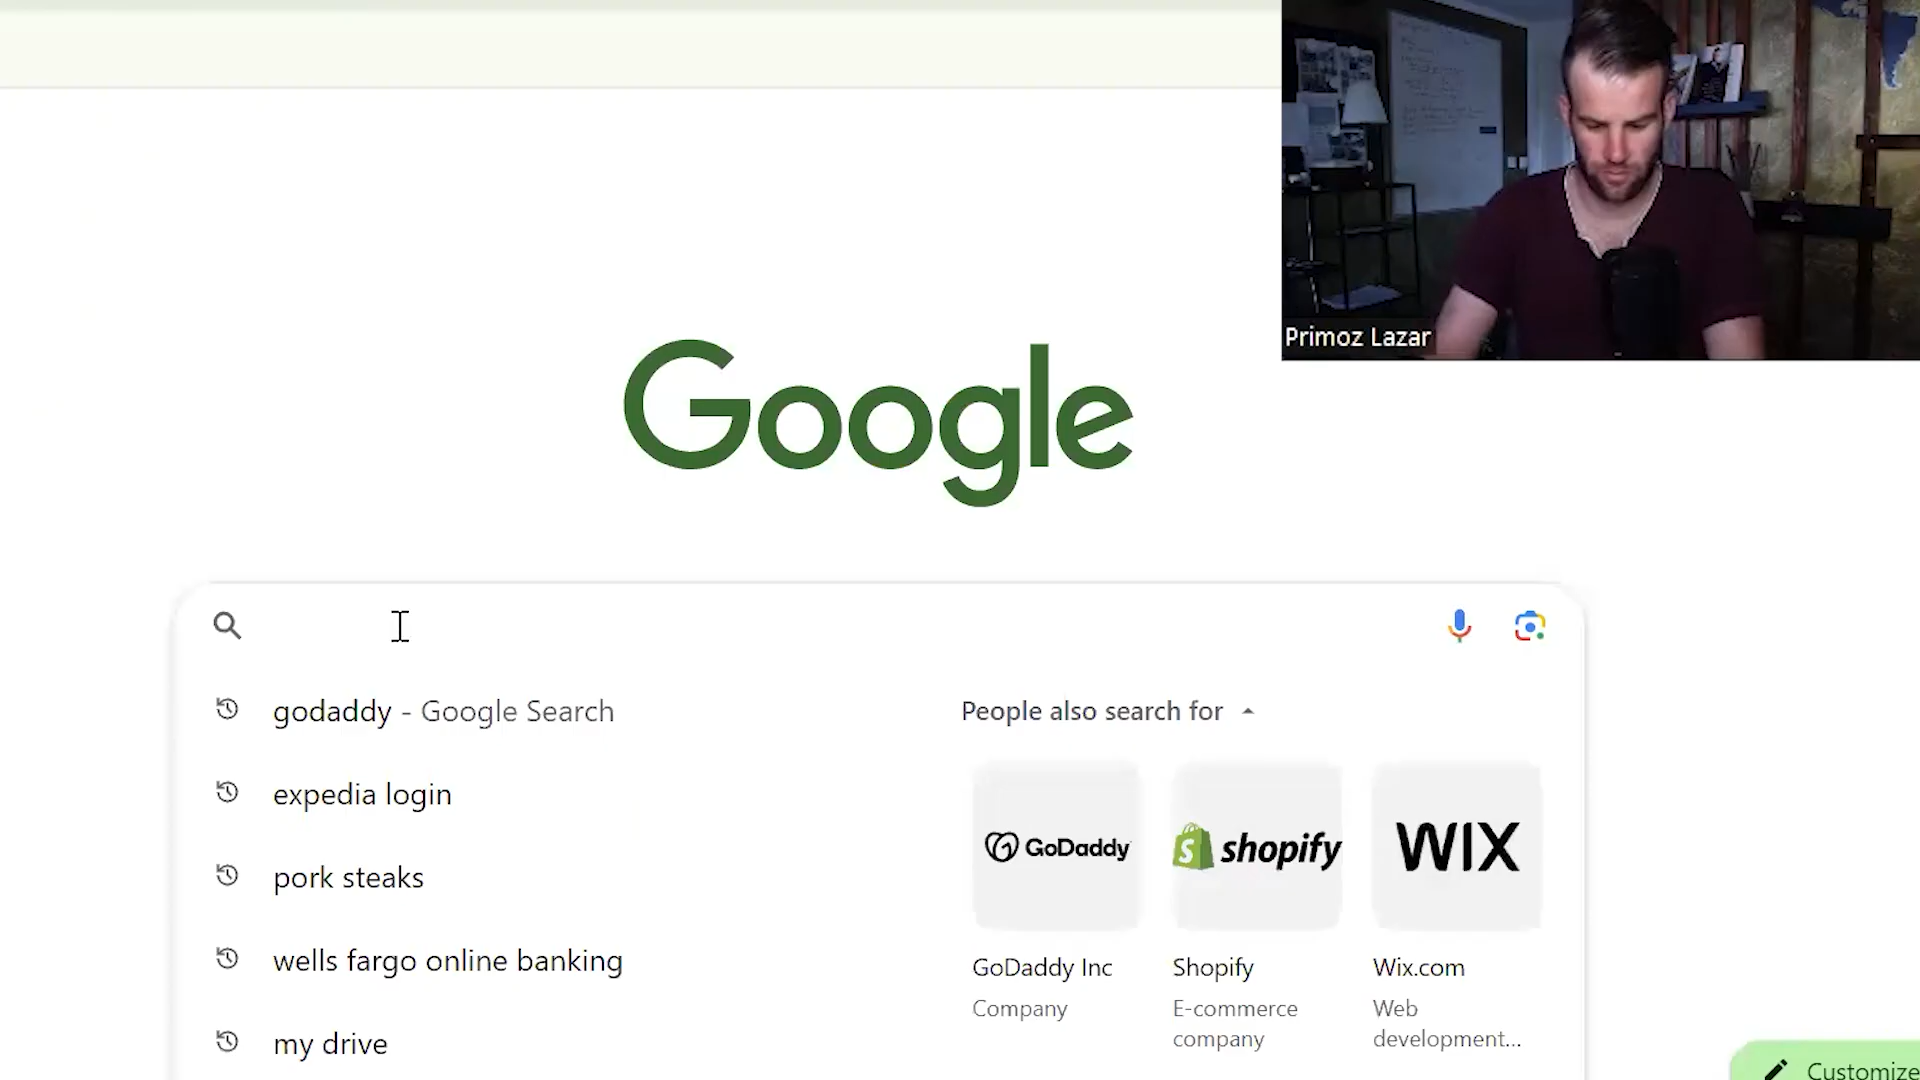 Primoz Lazar
Google
godaddy - Google Search
People also search for
expedia login
GoDaddy
shopify
WIX
pork steaks
wells fargo online banking
GoDaddy Inc
Shopify
Wix.com
Company
E-commerce
company
Web
development...
my drive
Customize